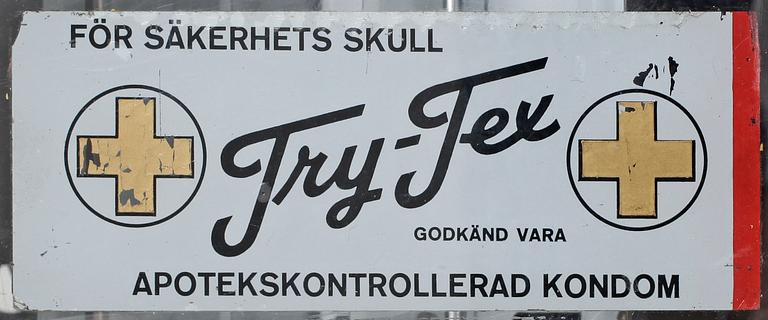 FÖR SÄKERHETS SKULL
Try-Tex
GODKÄND VARA
APOTEKSKONTROLLERAD KONDOM